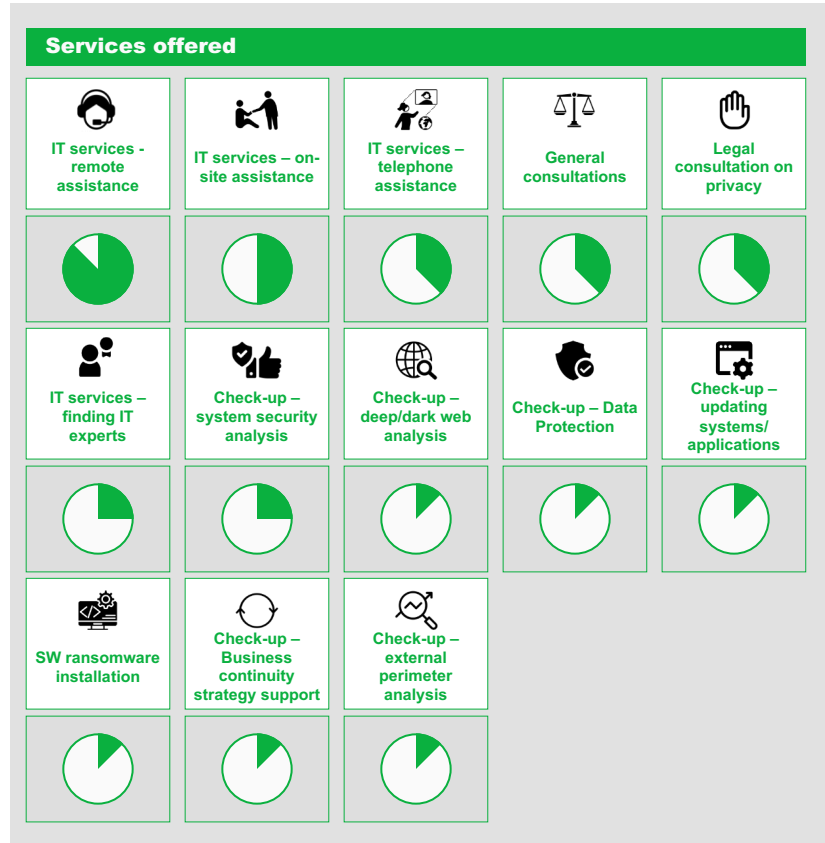 Services offered
IT services -
remote
assistance
IT services – on-
site assistance
IT services –
telephone
assistance
General
consultations
Legal
consultation on
privacy
IT services –
finding IT
experts
Check-up –
system security
analysis
Check-up –
deep/dark web
analysis
Check-up – Data
Protection
Check-up –
updating
systems/
applications
SW ransomware
installation
Check-up –
Business
continuity
strategy support
Check-up –
external
perimeter
analysis